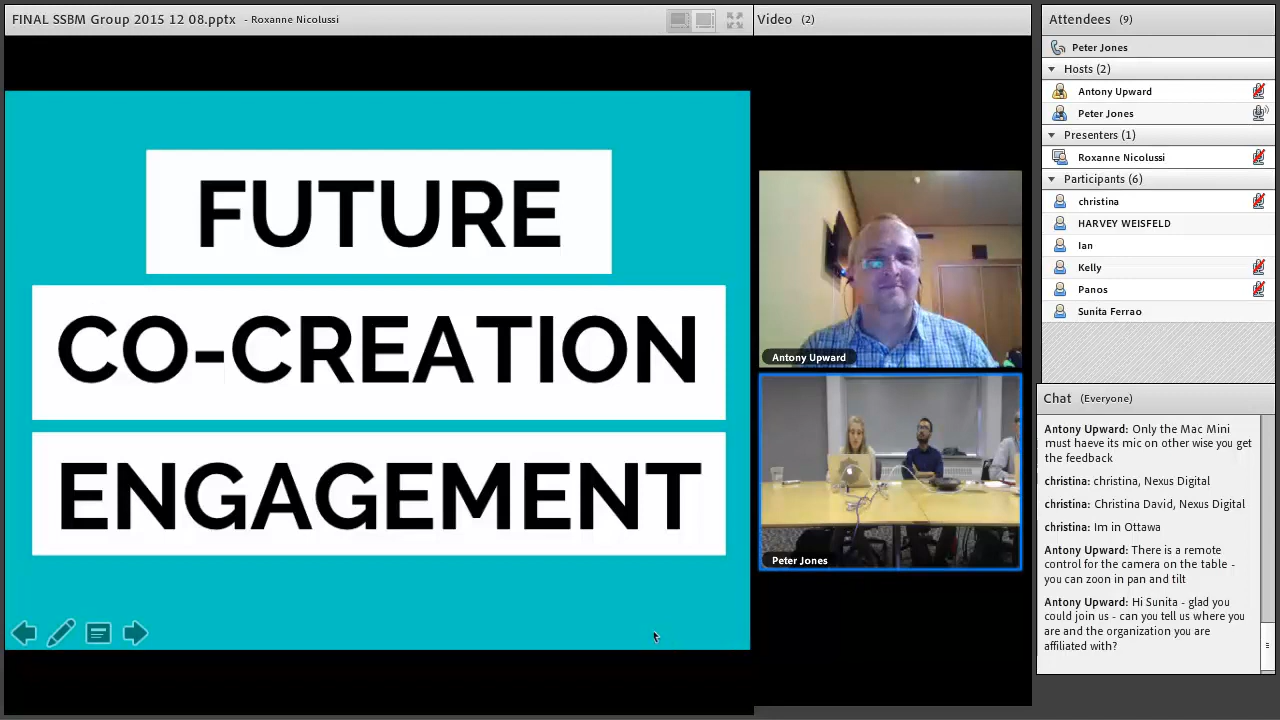 FINAL SSBM Group 2015 12 08.pptx - Roxanne Nicolussi
FUTURE
CO-CREATION
ENGAGEMENT
Video (2)
Antony Upward
Peter Jones
Attendees (9)
Peter Jones
Hosts (2)
Antony Upward
Peter Jones
Presenters (1)
Roxanne Nicolussi
Participants (6)
christina
HARVEY WEISFELD
Ian
Kelly
Panos
Sunita Ferrao
Chat (Everyone)
Antony Upward: Only the Mac Mini
must haeve its mic on other wise you get
the feedback
christina: christina, Nexus Digital
christina: Christina David, Nexus Digital
christina: Im in Ottawa
Antony Upward: There is a remote
control for the camera on the table -
you can zoon in pan and tilt
Antony Upward: Hi Sunita - glad you
could join us - can you tell us where you
are and the organization you are
affiliated with?